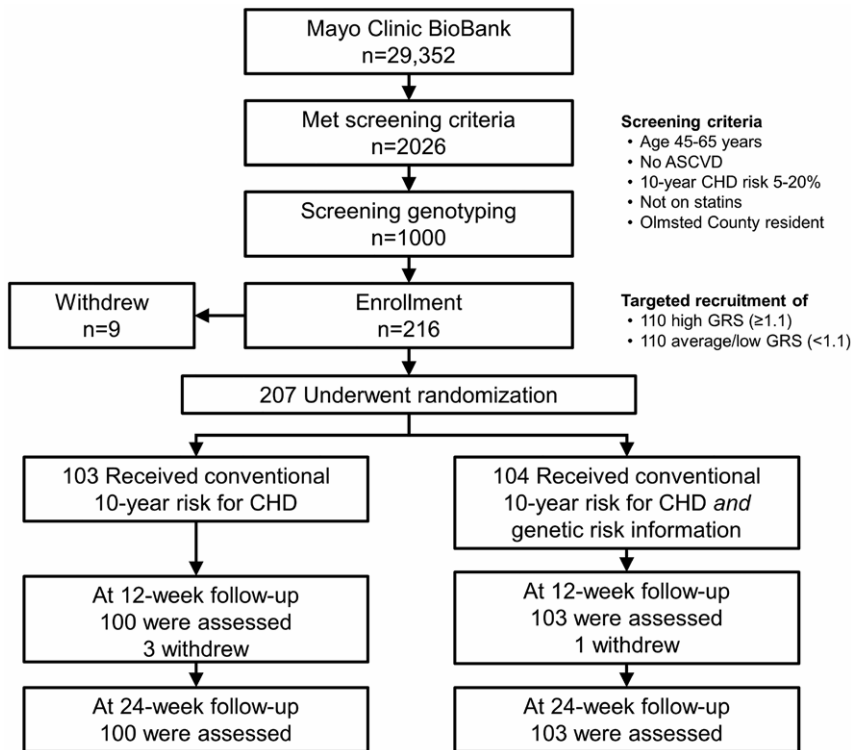 Mayo Clinic BioBank
n=29,352
Met screening criteria
n=2026
Screening criteria
• Age 45-65 years
• No ASCVD
• 10-year CHD risk 5-20%
• Not on statins
• Olmsted County resident
Screening genotyping
n=1000
Withdrew
n=9
Enrollment
n=216
Targeted recruitment of
• 110 high GRS (≥1.1)
• 110 average/low GRS (<1.1)
207 Underwent randomization
103 Received conventional
10-year risk for CHD
104 Received conventional
10-year risk for CHD and
genetic risk information
At 12-week follow-up
100 were assessed
3 withdrew
At 12-week follow-up
103 were assessed
1 withdrew
At 24-week follow-up
100 were assessed
At 24-week follow-up
103 were assessed